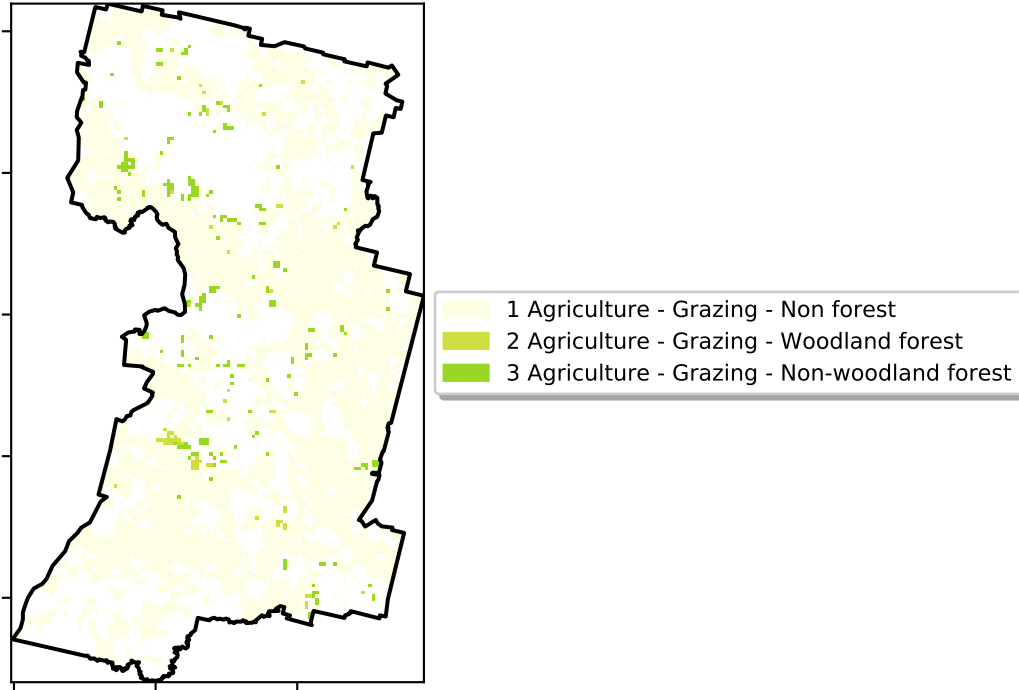 1 Agriculture - Grazing - Non forest
2 Agriculture - Grazing - Woodland forest
3 Agriculture - Grazing - Non-woodland forest